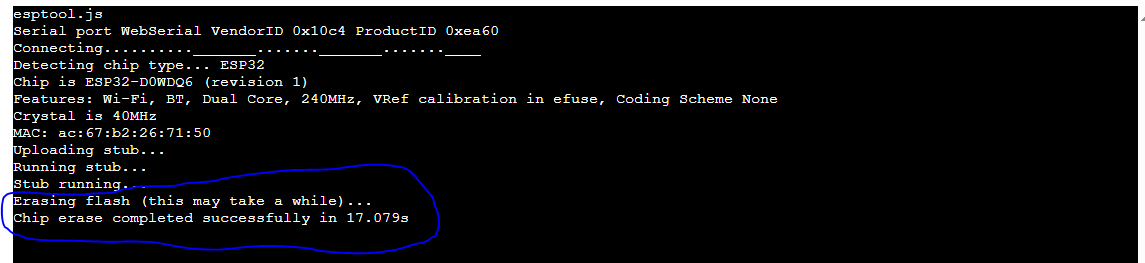 esptool.js
Serial port WebSerial VendorID 0x10c4 ProductID 0xea60
Connecting.........._______.......________.......____
Detecting chip type... ESP32
Chip is ESP32-D0WDQ6 (revision 1)
Features: Wi-Fi, BT, Dual Core, 240MHz, VRef calibration in efuse, Coding Scheme None
Crystal is 40MHz
MAC: ac:67:b2:26:71:50
Uploading stub...
Running stub...
Stub running...
Erasing flash (this may take a while)...
Chip erase completed successfully in 17.079s